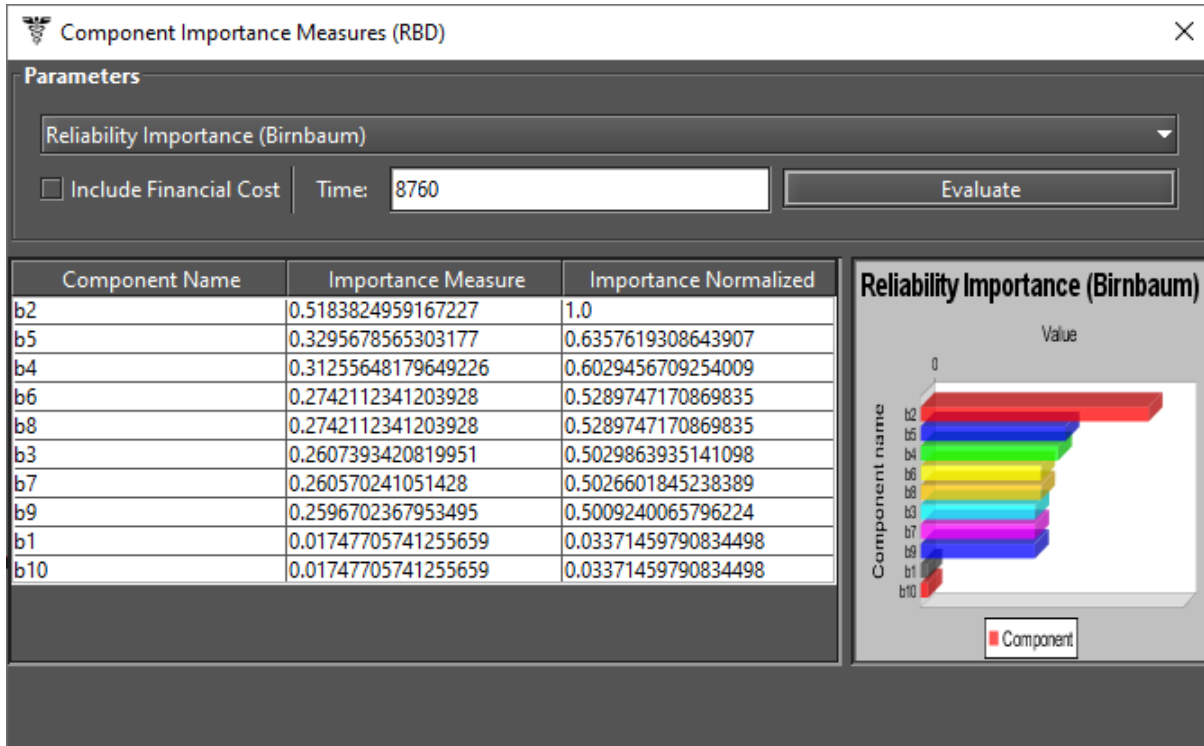 Component Importance Measures (RBD)
Parameters
Reliability Importance (Birnbaum)
Include Financial Cost Time: 8760 Evaluate
Component Name Importance Measure Importance Normalized
b2 0.5183824959167227 1.0
b5 0.3295678565303177 0.6357619308643907
b4 0.31255648179649226 0.6029456709254009
b6 0.2742112341203928 0.5289747170869835
b8 0.2742112341203928 0.5289747170869835
b3 0.2607393420819951 0.5029863935141098
b7 0.260570241051428 0.5026601845238389
b9 0.2596702367953495 0.5009240065796224
b1 0.01747705741255659 0.03371459790834498
b10 0.01747705741255659 0.03371459790834498
Reliability Importance (Birnbaum)
Value
0
Component name
b2
b5
b4
b6
b8
b3
b7
b9
b1
b10
Component